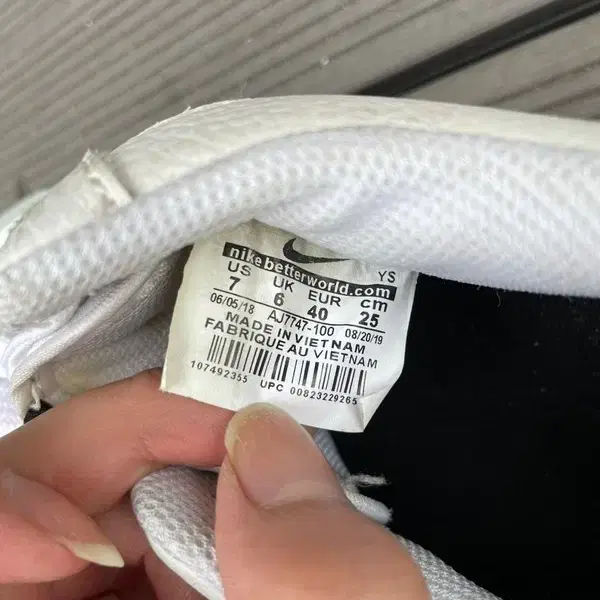 YS
nikebetterworld.com
US UK EUR cm
7 6 40 25
06/05/18 AJ7747-100 08/20/19
MADE IN VIETNAM
FABRIQUE AU VIETNAM
107492355 UPC 00823229265